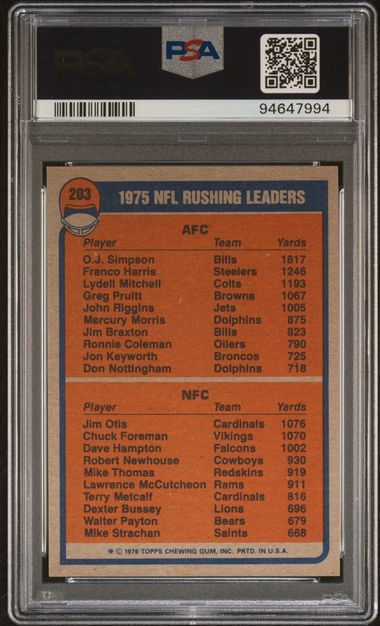 PSA
PSA
94647994
203
1975 NFL RUSHING LEADERS
AFC
Player Team Yards
O.J. Simpson Bills 1817
Franco Harris Steelers 1246
Lydell Mitchell Colts 1193
Greg Pruitt Browns 1067
John Riggins Jets 1005
Mercury Morris Dolphins 875
Jim Braxton Bills 823
Ronnie Coleman Oilers 790
Jon Keyworth Broncos 725
Don Nottingham Dolphins 718
NFC
Player Team Yards
Jim Otis Cardinals 1076
Chuck Foreman Vikings 1070
Dave Hampton Falcons 1002
Robert Newhouse Cowboys 930
Mike Thomas Redskins 919
Lawrence McCutcheon Rams 911
Terry Metcalf Cardinals 816
Dexter Bussey Lions 696
Walter Payton Bears 679
Mike Strachan Saints 668
* © 1976 TOPPS CHEWING GUM, INC. PRTD. IN U.S.A.